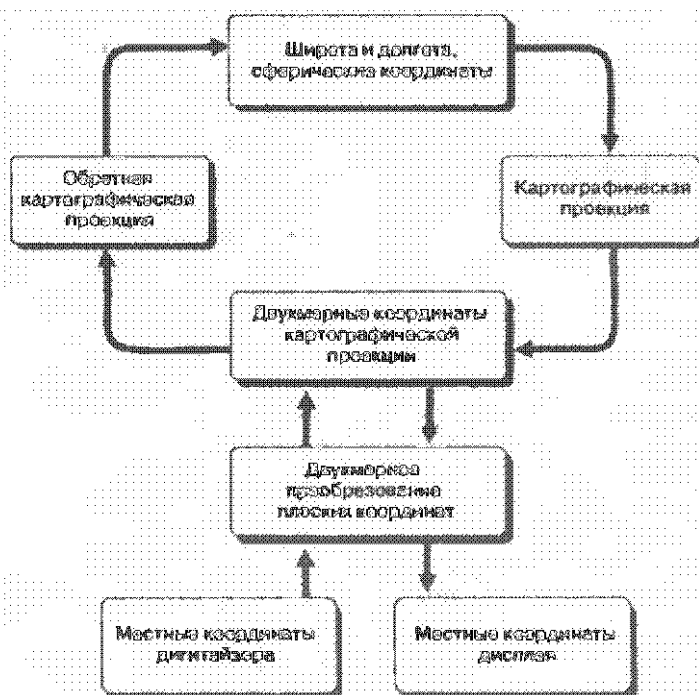 Широта и долгота,
сферические координаты
Обратная
картографическая
проекция
Картографическая
проекция
Двухмерные координаты
картографической
проекции
Двухмерное
преобразование
плоских координат
Местные координаты
дигитайзера
Местные координаты
дисплея